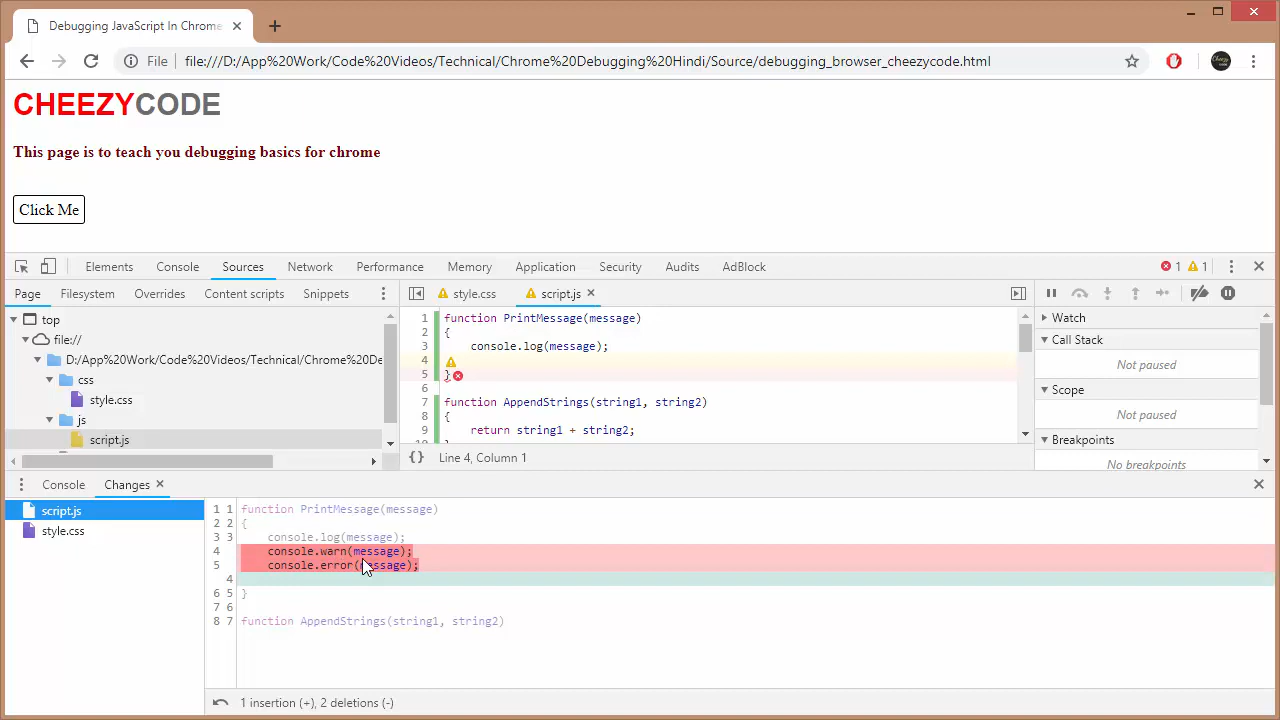 Debugging JavaScript In Chrome
File file:///D:/App%20Work/Code%20Videos/Technical/Chrome%20Debugging%20Hindi/Source/debugging_browser_cheezycode.html
CHEEZYCODE
This page is to teach you debugging basics for chrome
Click Me
Elements Console Sources Network Performance Memory Application Security Audits AdBlock 1 1
Page Filesystem Overrides Content scripts Snippets
style.css script.js
top
file://
D:/App%20Work/Code%20Videos/Technical/Chrome%20De
css
style.css
js
script.js
1 function PrintMessage(message)
2 {
3 console.log(message);
4
5 }
6
7 function AppendStrings(string1, string2)
8 {
9 return string1 + string2;
{} Line 4, Column 1
Watch
Call Stack
Not paused
Scope
Not paused
Breakpoints
No breakpoints
Console Changes
script.js
style.css
1 1 function PrintMessage(message)
2 2 {
3 3 console.log(message);
4 console.warn(message);
5 console.error(message);
4
6 5 }
7 6
8 7 function AppendStrings(string1, string2)
1 insertion (+), 2 deletions (-)